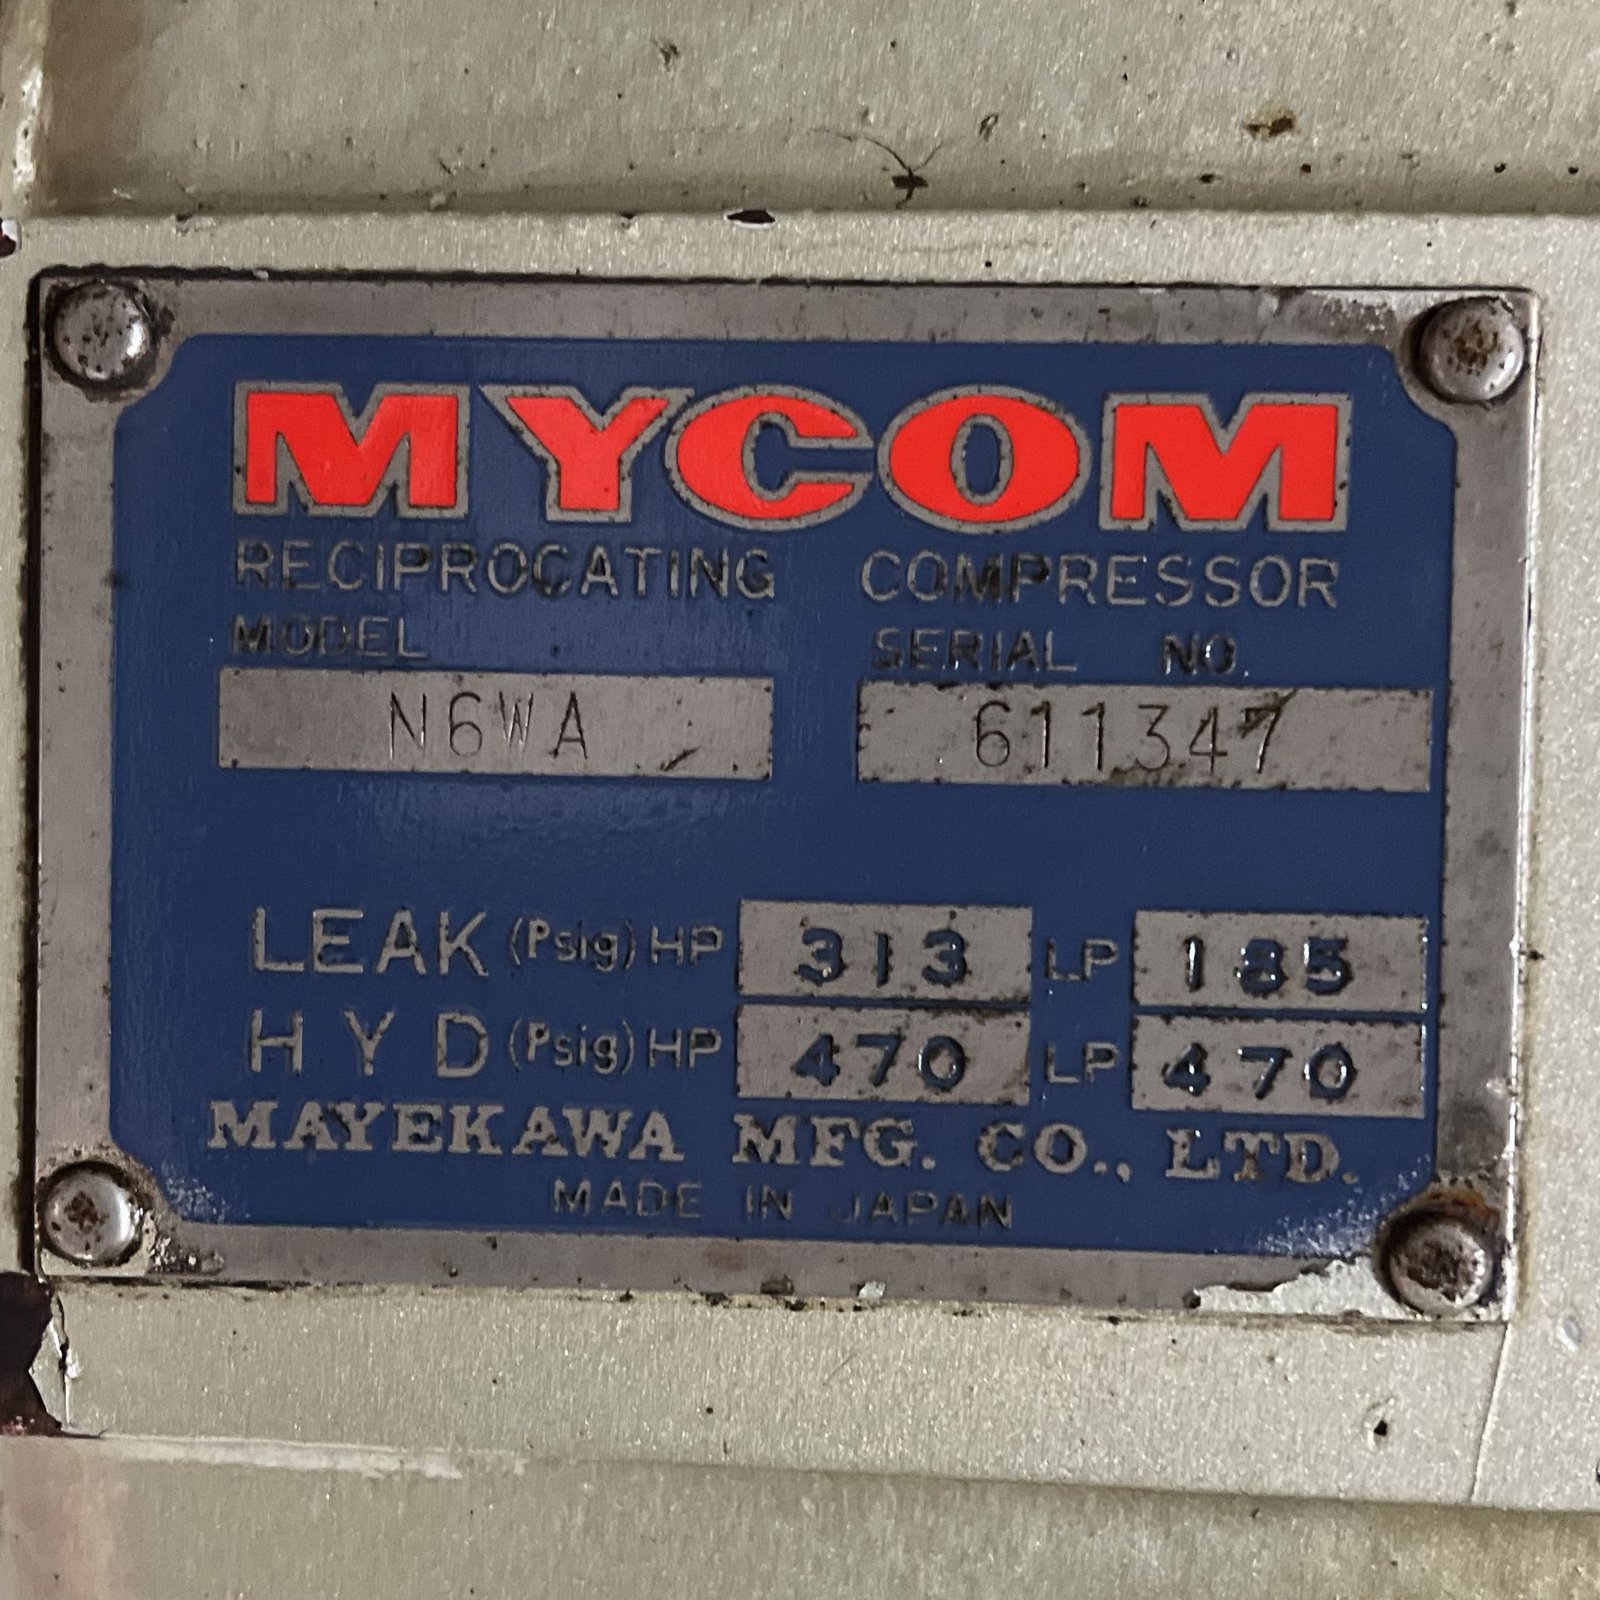 MYCOM
RECIPROCATING COMPRESSOR
MODEL SERIAL NO.
N6WA 611347
LEAK (Psig) HP 313 LP 185
HYD (Psig) HP 470 LP 470
MAYEKAWA MFG. CO., LTD.
MADE IN JAPAN